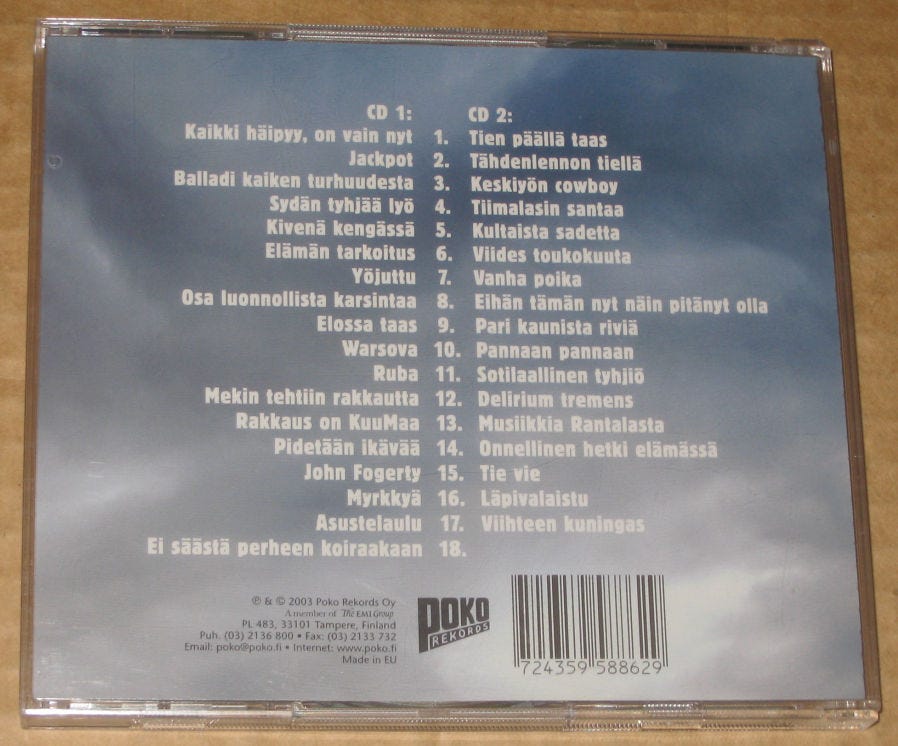 CD 1: CD 2:
Kaikki häipyy, on vain nyt 1. Tien päällä taas
Jackpot 2. Tähdenlennon tiellä
Balladi kaiken turhuudesta 3. Keskiyön cowboy
Sydän tyhjää lyö 4. Tiimalasin santaa
Kivenä kengässä 5. Kultaista sadetta
Elämän tarkoitus 6. Viides toukokuuta
Yöjuttu 7. Vanha poika
Osa luonnollista karsintaa 8. Eihän tämän nyt näin pitänyt olla
Elossa taas 9. Pari kaunista riviä
Warsova 10. Pannaan pannaan
Ruba 11. Sotilaallinen tyhjiö
Mekin tehtiin rakkautta 12. Delirium tremens
Rakkaus on KuuMaa 13. Musiikkia Rantalasta
Pidetään ikävää 14. Onnellinen hetki elämässä
John Fogerty 15. Tie vie
Myrkkyä 16. Läpivalaistu
Asustelaulu 17. Viihteen kuningas
Ei säästä perheen koiraakaan 18.
℗ & © 2003 Poko Rekords Oy
A member of The EMI Group
PL 483, 33101 Tampere, Finland
Puh. (03) 2136 800 • Fax: (03) 2133 732
Email: poko@poko.fi • Internet: www.poko.fi
Made in EU
POKO
REKORDS
724359 588629